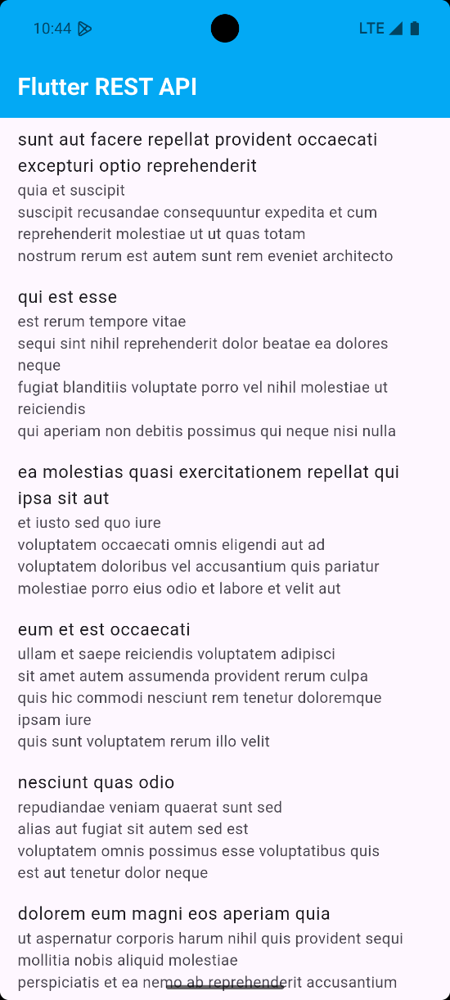 10:44
LTE
Flutter REST API
sunt aut facere repellat provident occaecati
excepturi optio reprehenderit
quia et suscipit
suscipit recusandae consequuntur expedita et cum
reprehenderit molestiae ut ut quas totam
nostrum rerum est autem sunt rem eveniet architecto
qui est esse
est rerum tempore vitae
sequi sint nihil reprehenderit dolor beatae ea dolores
neque
fugiat blanditiis voluptate porro vel nihil molestiae ut
reiciendis
qui aperiam non debitis possimus qui neque nisi nulla
ea molestias quasi exercitationem repellat qui
ipsa sit aut
et iusto sed quo iure
voluptatem occaecati omnis eligendi aut ad
voluptatem doloribus vel accusantium quis pariatur
molestiae porro eius odio et labore et velit aut
eum et est occaecati
ullam et saepe reiciendis voluptatem adipisci
sit amet autem assumenda provident rerum culpa
quis hic commodi nesciunt rem tenetur doloremque
ipsam iure
quis sunt voluptatem rerum illo velit
nesciunt quas odio
repudiandae veniam quaerat sunt sed
alias aut fugiat sit autem sed est
voluptatem omnis possimus esse voluptatibus quis
est aut tenetur dolor neque
dolorem eum magni eos aperiam quia
ut aspernatur corporis harum nihil quis provident sequi
mollitia nobis aliquid molestiae
perspiciatis et ea nemo ab reprehenderit accusantium